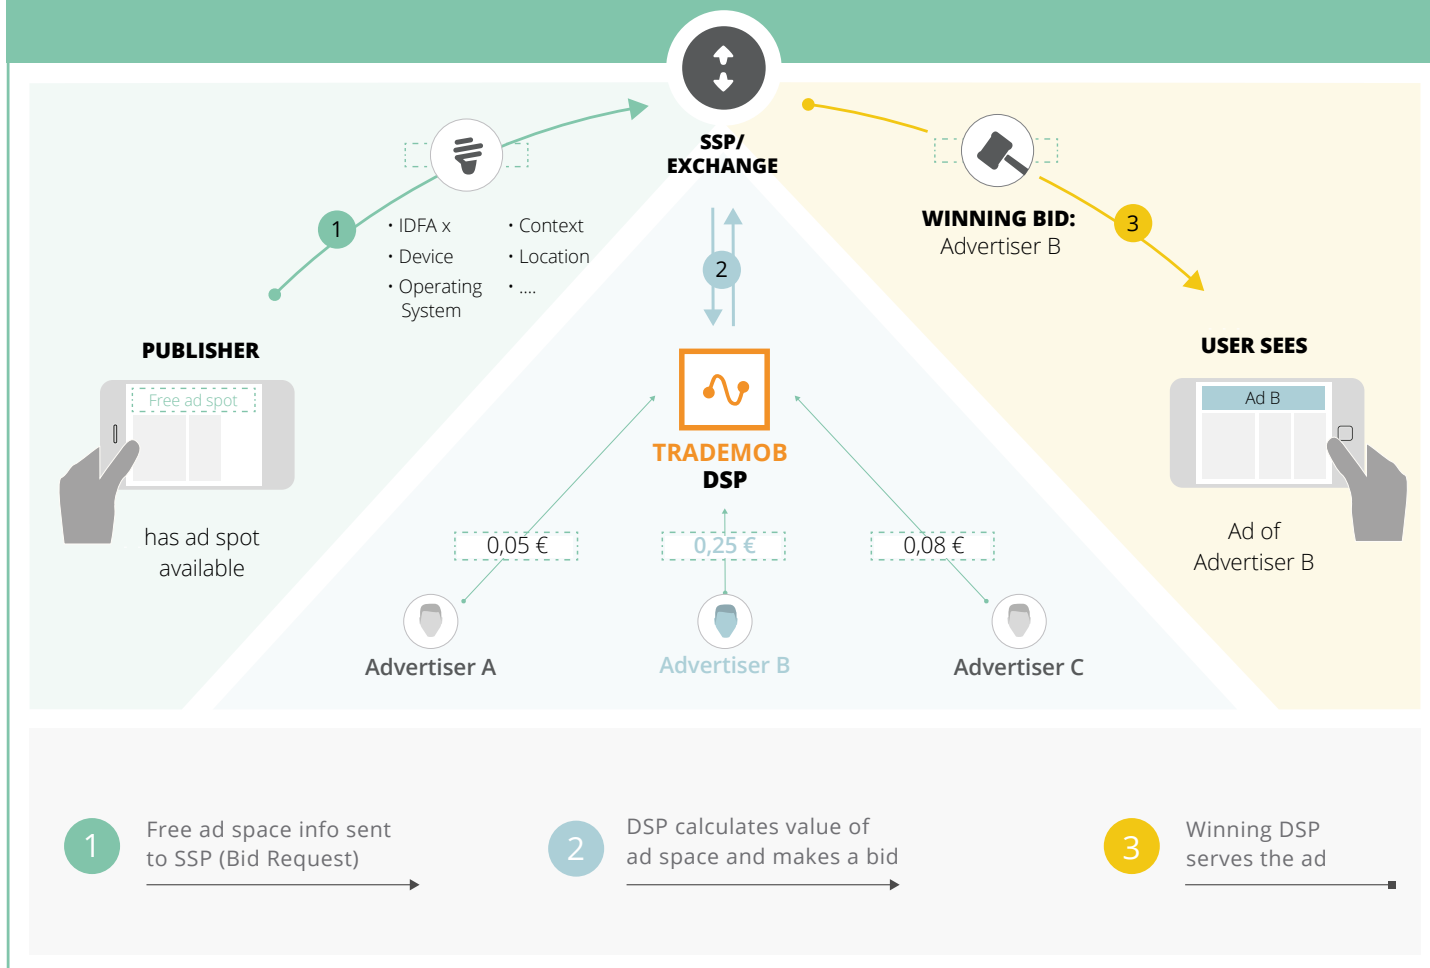 SSP/
EXCHANGE
1
• IDFA x
• Device
• Operating
System
• Context
• Location
• ....
2
WINNING BID:
Advertiser B
3
PUBLISHER
Free ad spot
has ad spot
available
TRADEMOB
DSP
USER SEES
Ad B
Ad of
Advertiser B
0,05 €
0,25 €
0,08 €
Advertiser A
Advertiser B
Advertiser C
1
Free ad space info sent
to SSP (Bid Request)
2
DSP calculates value of
ad space and makes a bid
3
Winning DSP
serves the ad